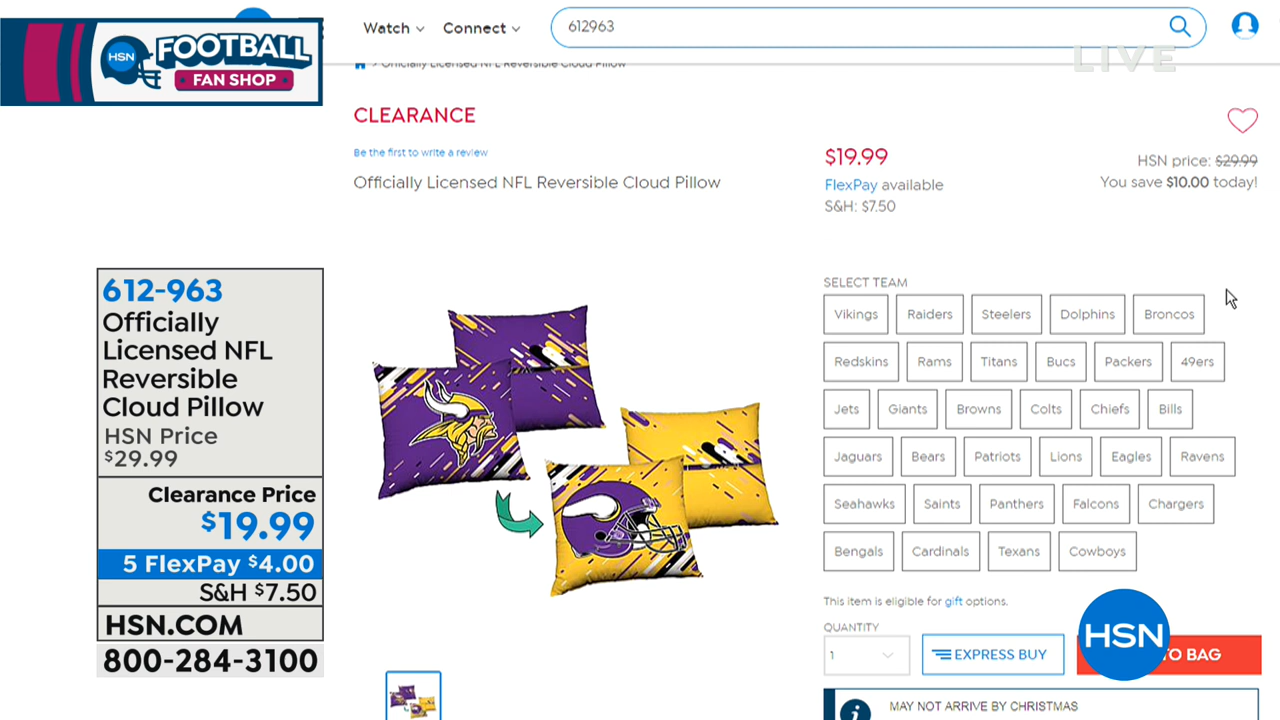 HSN
FOOTBALL
FAN SHOP
Watch
Connect
612963
LIVE
> Officially Licensed NFL Reversible Cloud Pillow
CLEARANCE
Be the first to write a review
Officially Licensed NFL Reversible Cloud Pillow
$19.99
FlexPay available
S&H: $7.50
HSN price: $29.99
You save $10.00 today!
612-963
Officially
Licensed NFL
Reversible
Cloud Pillow
HSN Price
$29.99
Clearance Price
$19.99
5 FlexPay $4.00
S&H $7.50
HSN.COM
800-284-3100
SELECT TEAM
Vikings Raiders Steelers Dolphins Broncos
Redskins Rams Titans Bucs Packers 49ers
Jets Giants Browns Colts Chiefs Bills
Jaguars Bears Patriots Lions Eagles Ravens
Seahawks Saints Panthers Falcons Chargers
Bengals Cardinals Texans Cowboys
This item is eligible for gift options.
QUANTITY
1
EXPRESS BUY
HSN
TO BAG
i
MAY NOT ARRIVE BY CHRISTMAS